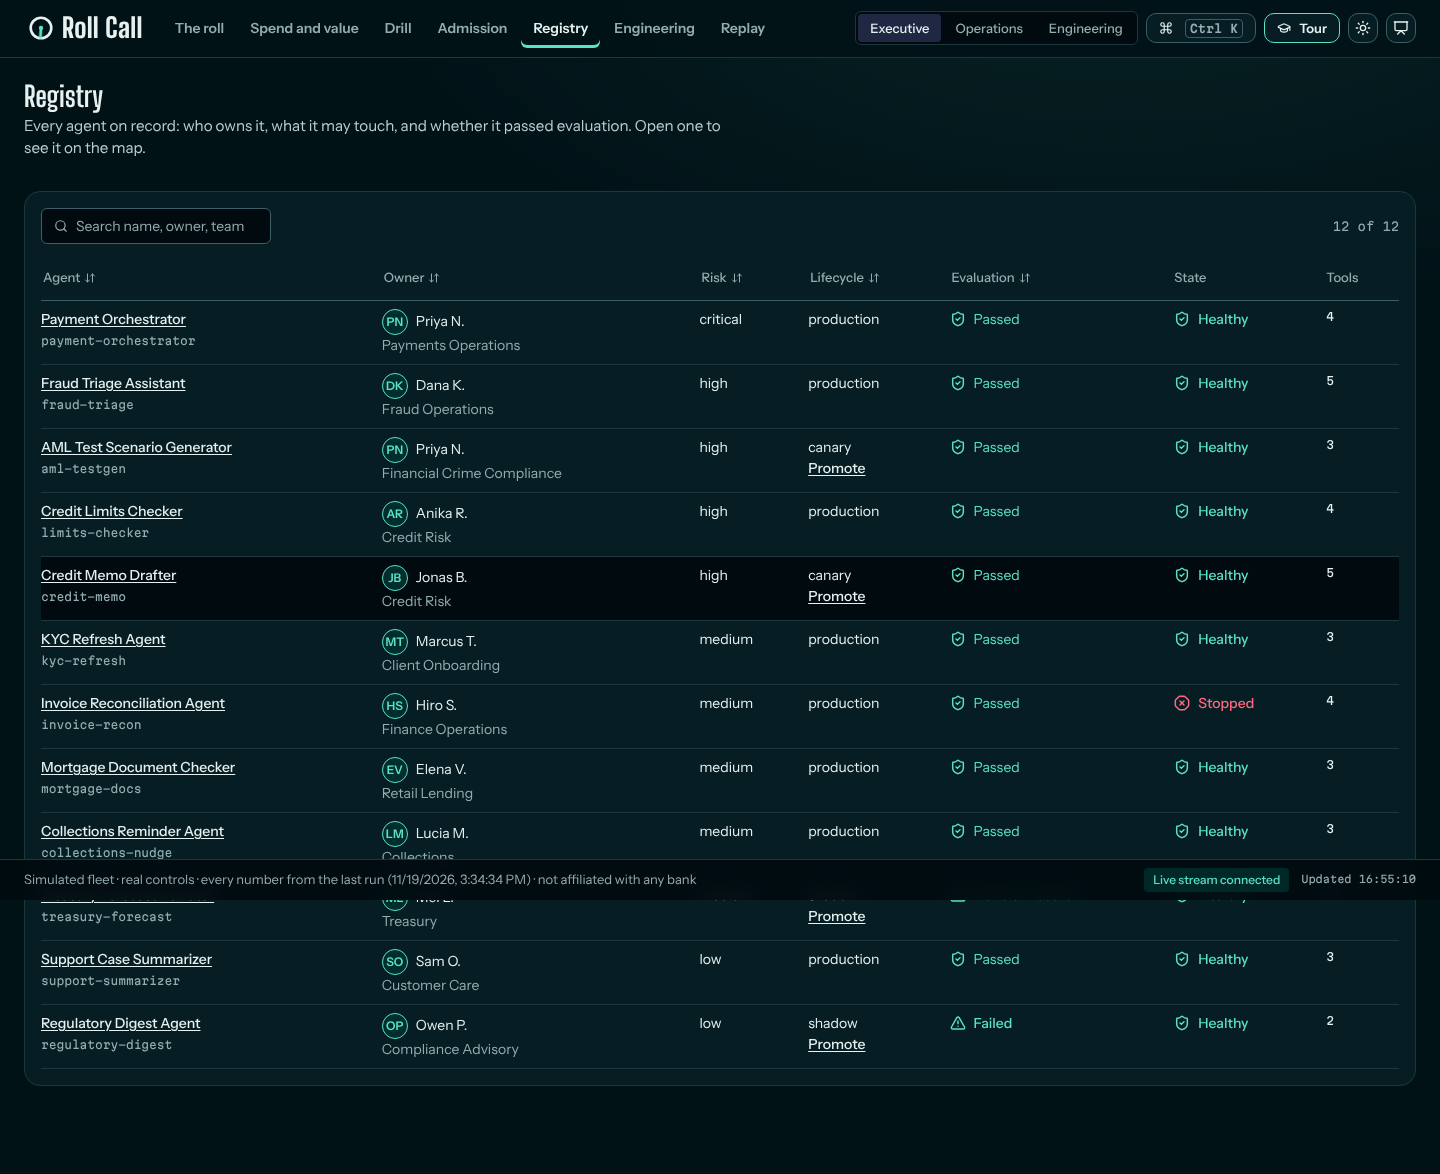 Roll Call
The roll
Spend and value
Drill
Admission
Registry
Engineering
Replay
Executive
Operations
Engineering
⌘ Ctrl K
Tour
Registry
Every agent on record: who owns it, what it may touch, and whether it passed evaluation. Open one to
see it on the map.
Search name, owner, team
12 of 12
Agent Owner Risk Lifecycle Evaluation State Tools
Payment Orchestrator PN Priya N. critical production Passed Healthy 4
payment-orchestrator Payments Operations
Fraud Triage Assistant DK Dana K. high production Passed Healthy 5
fraud-triage Fraud Operations
AML Test Scenario Generator PN Priya N. high canary Passed Healthy 3
aml-testgen Financial Crime Compliance Promote
Credit Limits Checker AR Anika R. high production Passed Healthy 4
limits-checker Credit Risk
Credit Memo Drafter JB Jonas B. high canary Passed Healthy 5
credit-memo Credit Risk Promote
KYC Refresh Agent MT Marcus T. medium production Passed Healthy 3
kyc-refresh Client Onboarding
Invoice Reconciliation Agent HS Hiro S. medium production Passed Stopped 4
invoice-recon Finance Operations
Mortgage Document Checker EV Elena V. medium production Passed Healthy 3
mortgage-docs Retail Lending
Collections Reminder Agent LM Lucia M. medium production Passed Healthy 3
collections-nudge Collections
Simulated fleet · real controls · every number from the last run (11/19/2026, 3:34:34 PM) · not affiliated with any bank
Live stream connected
Updated 16:55:10
treasury-forecast Treasury Promote
Support Case Summarizer SO Sam O. low production Passed Healthy 3
support-summarizer Customer Care
Regulatory Digest Agent OP Owen P. low shadow Failed Healthy 2
regulatory-digest Compliance Advisory Promote